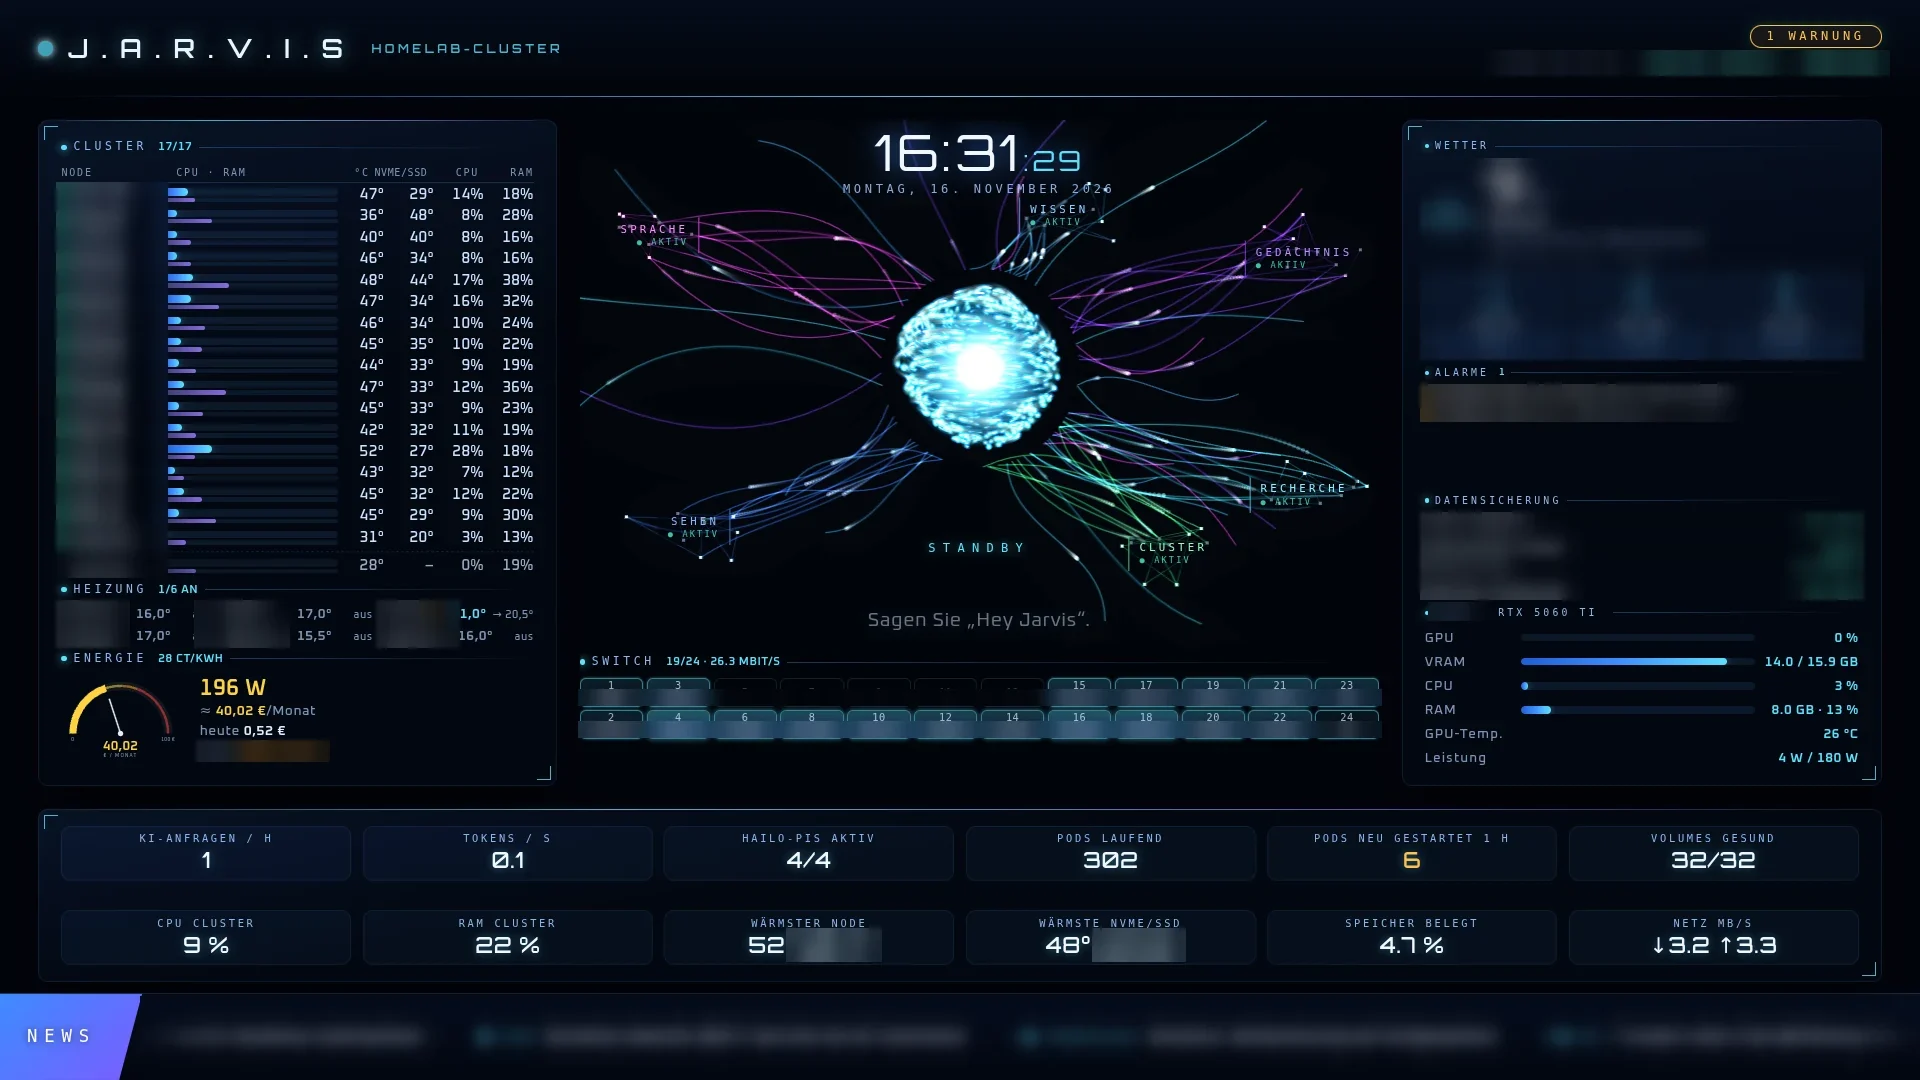 J.A.R.V.I.S HOMELAB-CLUSTER
1 WARNUNG
CLUSTER 17/17
NODE CPU · RAM °C NVME/SSD CPU RAM
47° 29° 14% 18%
36° 48° 8% 28%
40° 40° 8% 16%
46° 34° 8% 16%
48° 44° 17% 38%
47° 34° 16% 32%
46° 34° 10% 24%
45° 35° 10% 22%
44° 33° 9% 19%
47° 33° 12% 36%
45° 33° 9% 23%
42° 32° 11% 19%
52° 27° 28% 18%
43° 32° 7% 12%
45° 32° 12% 22%
45° 29° 9% 30%
31° 20° 3% 13%
28° – 0% 19%
HEIZUNG 1/6 AN
16,0° 17,0° aus 1,0° → 20,5°
17,0° 15,5° aus 16,0° aus
ENERGIE 28 CT/KWH
0 100 €
40,02
€ / MONAT
196 W
≈ 40,02 €/Monat
heute 0,52 €
16:31:29
MONTAG, 16. NOVEMBER 2026
WISSEN
AKTIV
SPRACHE
AKTIV
GEDÄCHTNIS
AKTIV
RECHERCHE
AKTIV
SEHEN
AKTIV
CLUSTER
AKTIV
STANDBY
Sagen Sie „Hey Jarvis“.
SWITCH 19/24 · 26.3 MBIT/S
1 3 15 17 19 21 23
2 4 6 8 10 12 14 16 18 20 22 24
WETTER
ALARME 1
DATENSICHERUNG
RTX 5060 TI
GPU 0 %
VRAM 14.0 / 15.9 GB
CPU 3 %
RAM 8.0 GB · 13 %
GPU-Temp. 26 °C
Leistung 4 W / 180 W
KI-ANFRAGEN / H
1
TOKENS / S
0.1
HAILO-PIS AKTIV
4/4
PODS LAUFEND
302
PODS NEU GESTARTET 1 H
6
VOLUMES GESUND
32/32
CPU CLUSTER
9 %
RAM CLUSTER
22 %
WÄRMSTER NODE
52
WÄRMSTE NVME/SSD
48°
SPEICHER BELEGT
4.7 %
NETZ MB/S
↓3.2 ↑3.3
NEWS